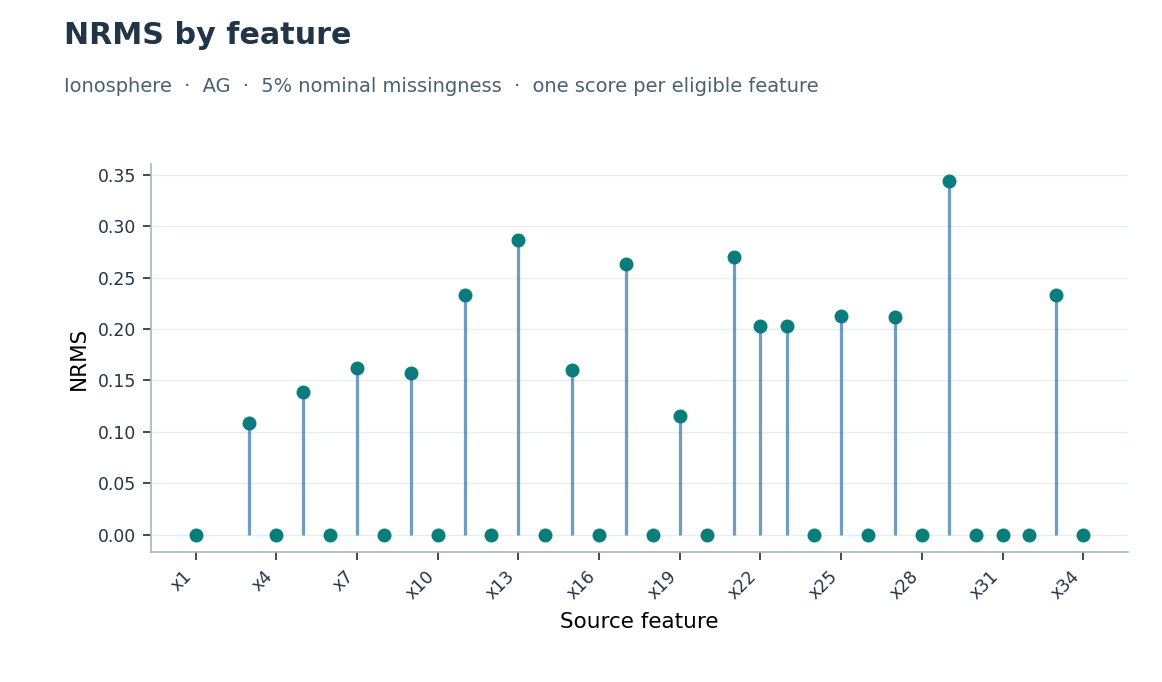 NRMS by feature
Ionosphere · AG · 5% nominal missingness · one score per eligible feature
0.35
0.30
0.25
0.20
0.15
0.10
0.05
0.00
NRMS
x1 x4 x7 x10 x13 x16 x19 x22 x25 x28 x31 x34
Source feature